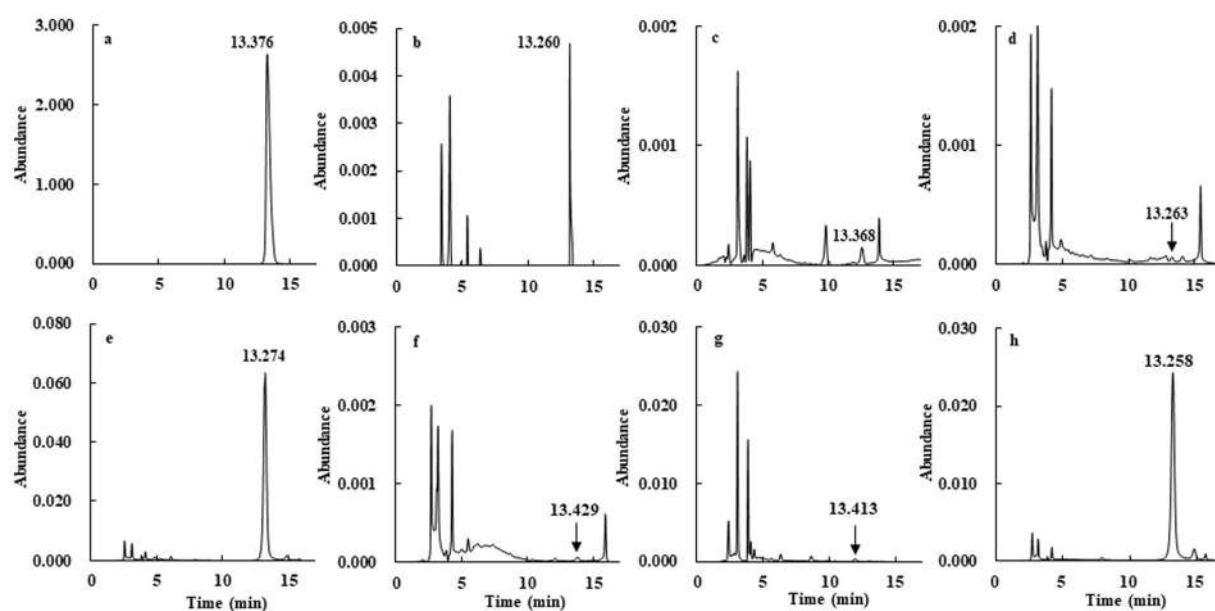 3.000
2.000
1.000
0.000
Abundance
a
13.376
0 5 10 15
0.005
0.004
0.003
0.002
0.001
0.000
Abundance
b
13.260
0 5 10 15
0.002
0.001
0.000
Abundance
c
13.368
0 5 10 15
0.002
0.001
0.000
Abundance
d
13.263
0 5 10 15
0.080
0.060
0.040
0.020
0.000
Abundance
e
13.274
0 5 10 15
Time (min)
0.003
0.002
0.001
0.000
Abundance
f
13.429
0 5 10 15
Time (min)
0.030
0.020
0.010
0.000
Abundance
g
13.413
0 5 10 15
Time (min)
0.030
0.020
0.010
0.000
Abundance
h
13.258
0 5 10 15
Time (min)